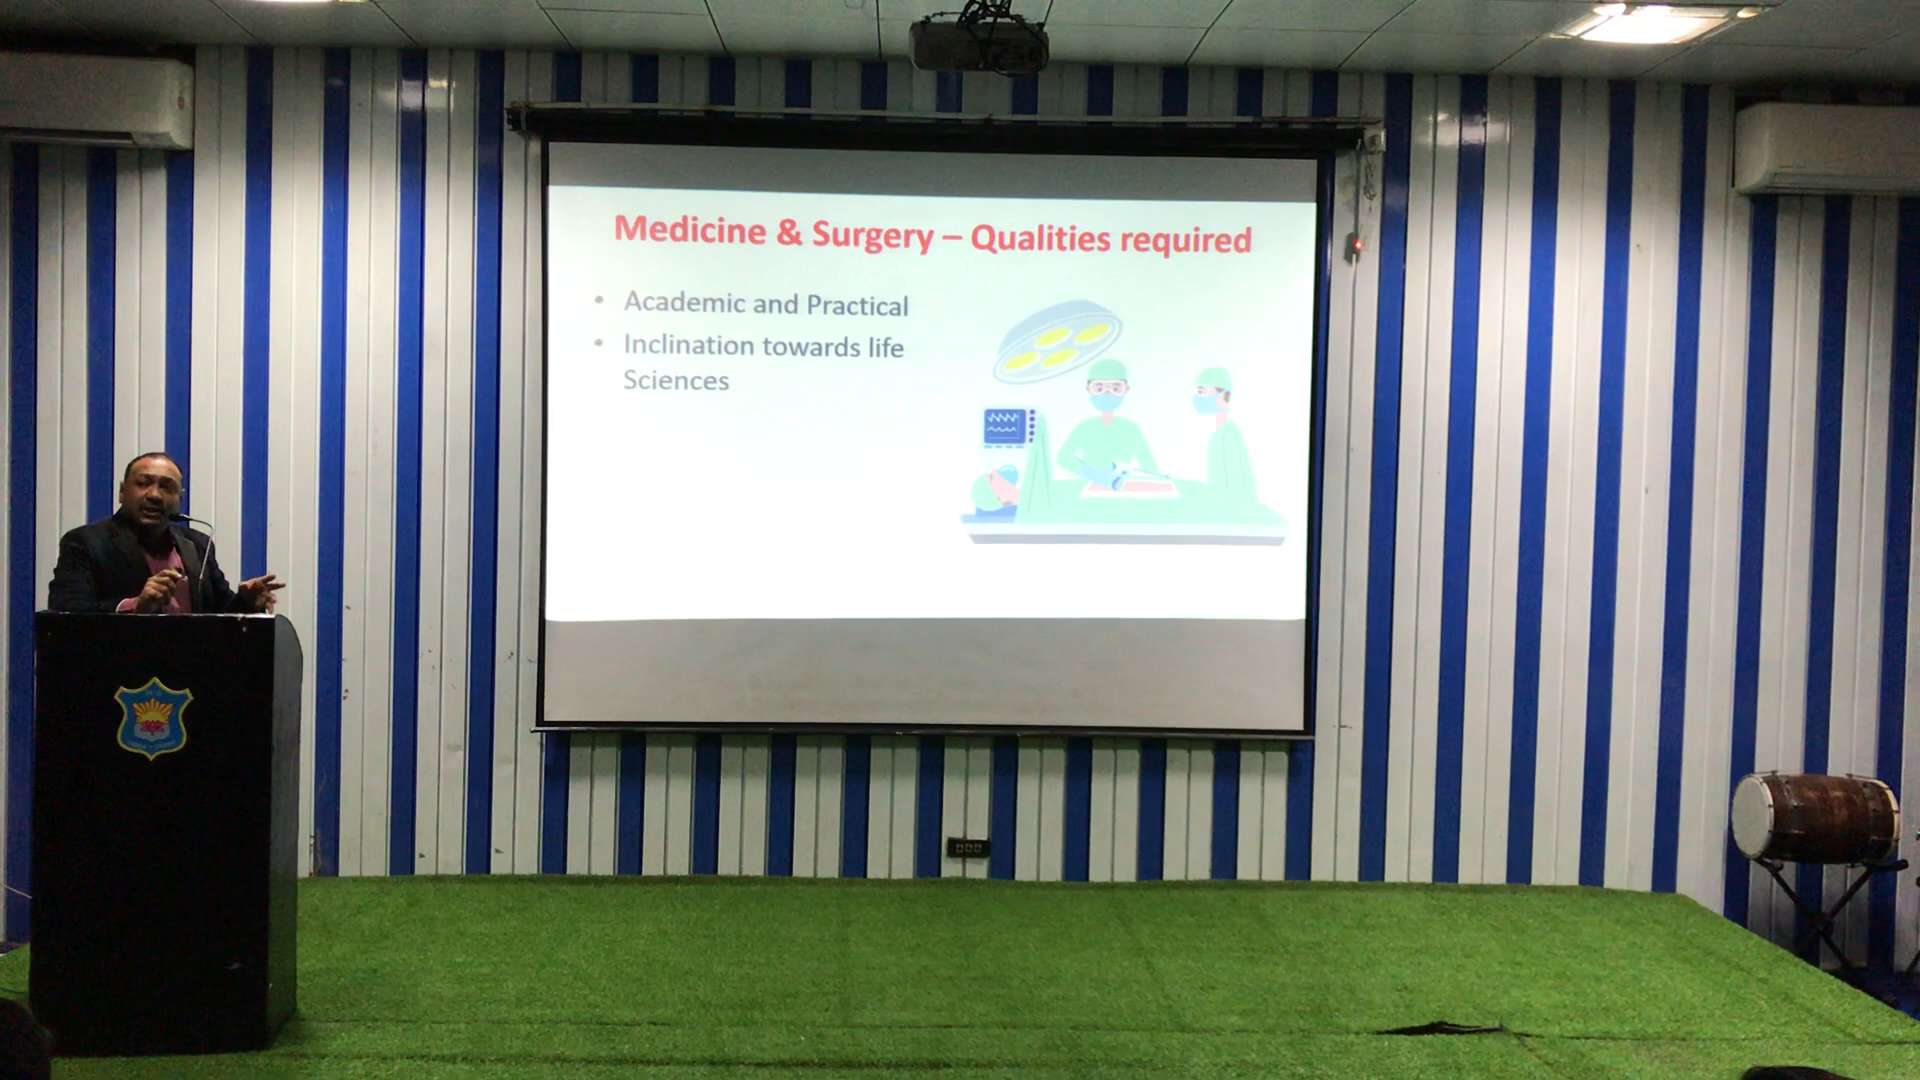 Medicine & Surgery – Qualities required
• Academic and Practical
• Inclination towards life
Sciences